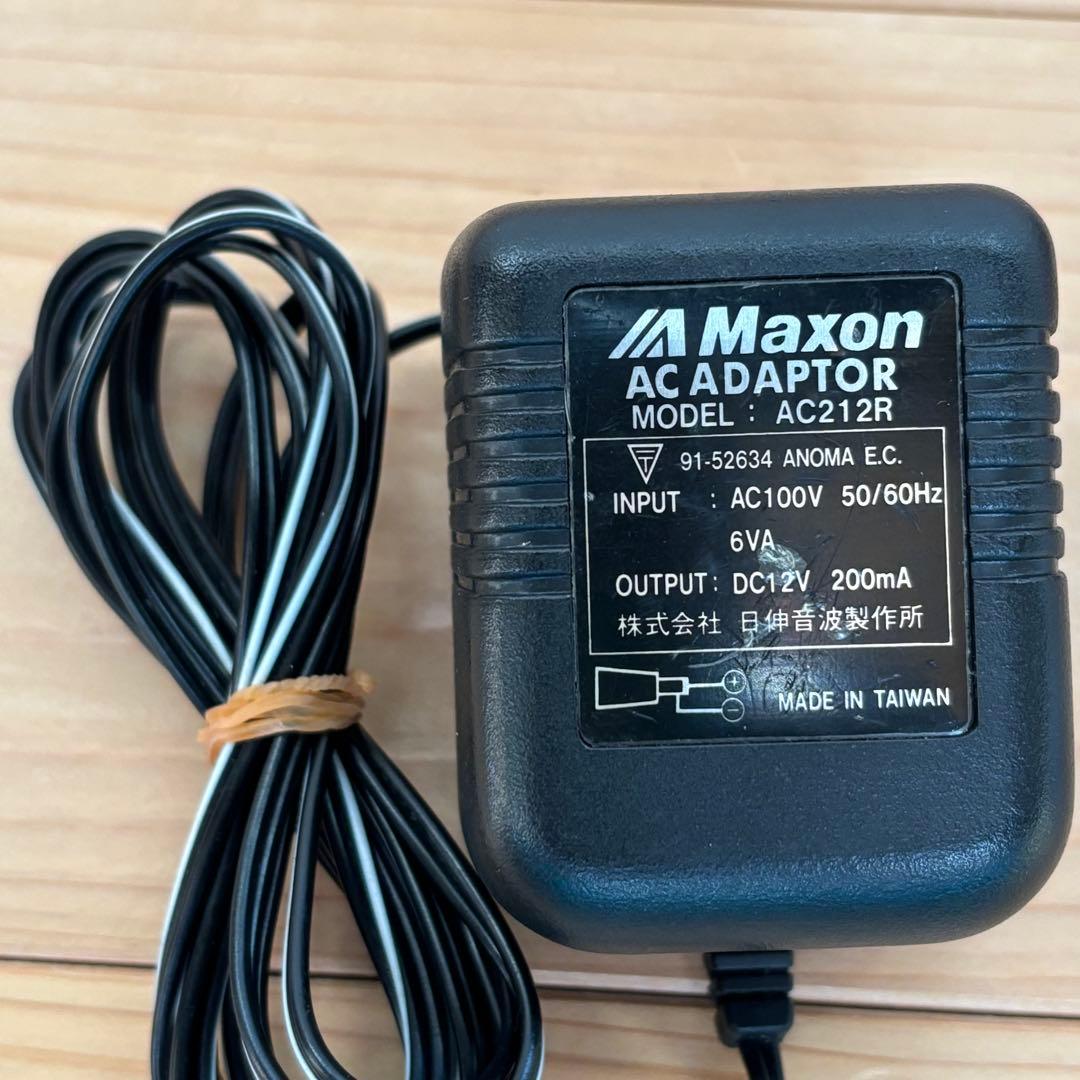 Maxon
AC ADAPTOR
MODEL : AC212R
T 91-52634 ANOMA E.C.
INPUT : AC100V 50/60Hz
6VA
OUTPUT : DC12V 200mA
株式会社 日伸音波製作所
+
−
MADE IN TAIWAN